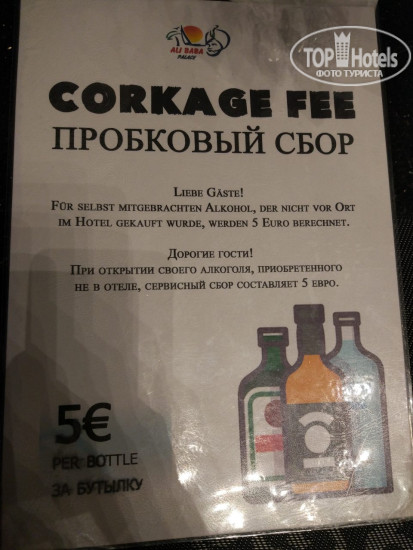 ALI BABA
PALACE
TOP Hotels
ФОТО ТУРИСТА
CORKAGE FEE
ПРОБКОВЫЙ СБОР
LIEBE GÄSTE!
FÜR SELBST MITGEBRACHTEN ALKOHOL, DER NICHT VOR ORT
IM HOTEL GEKAUFT WURDE, WERDEN 5 EURO BERECHNET.
ДОРОГИЕ ГОСТИ!
ПРИ ОТКРЫТИИ СВОЕГО АЛКОГОЛЯ, ПРИОБРЕТЕННОГО
НЕ В ОТЕЛЕ, СЕРВИСНЫЙ СБОР СОСТАВЛЯЕТ 5 ЕВРО.
5€
PER BOTTLE
ЗА БУТЫЛКУ